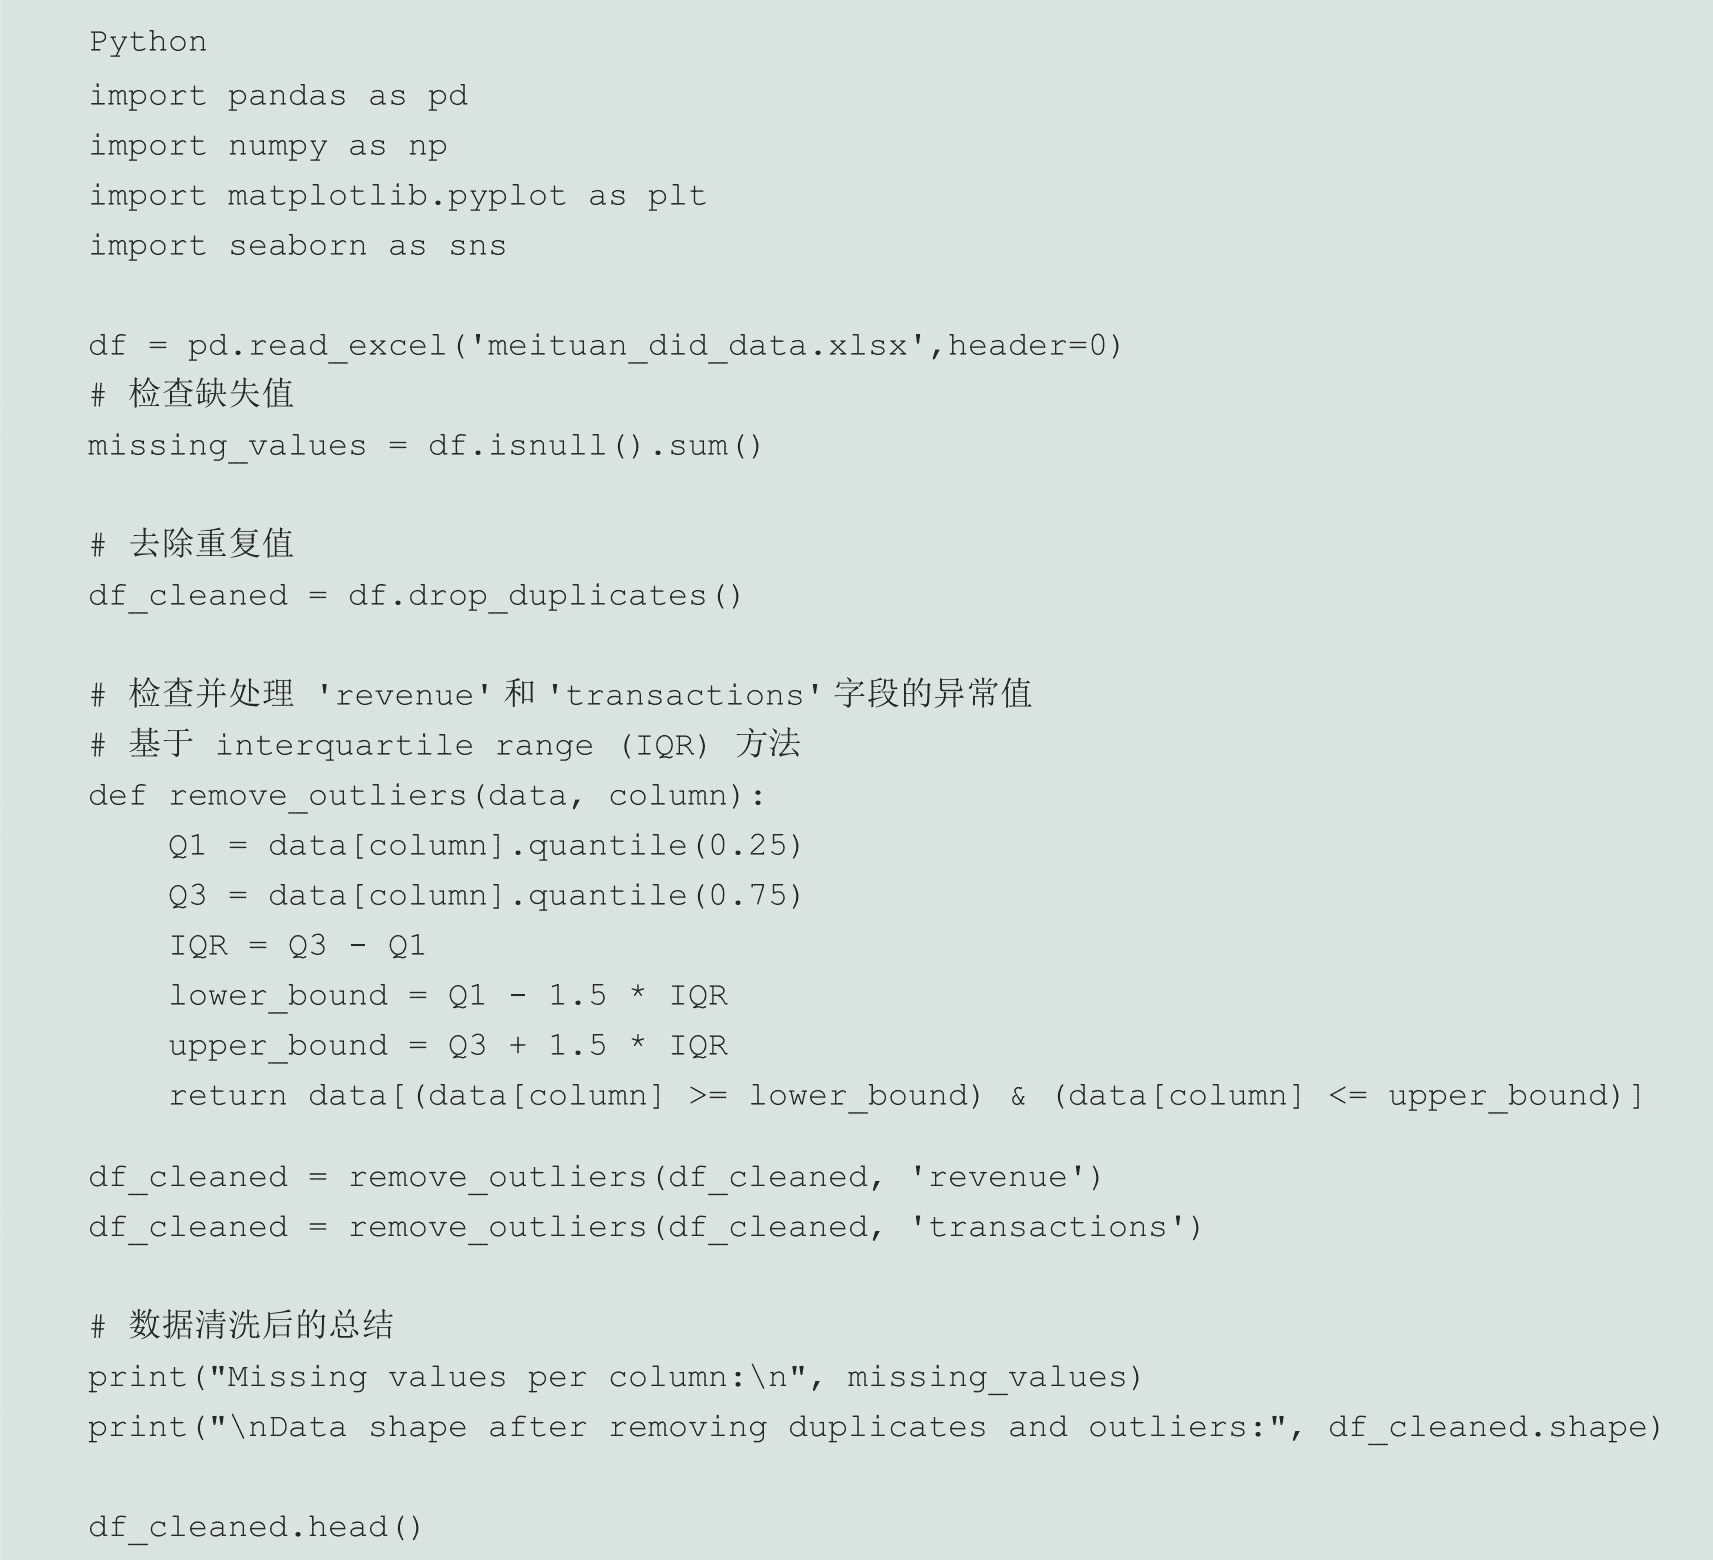 Python
import pandas as pd
import numpy as np
import matplotlib.pyplot as plt
import seaborn as sns

df = pd.read_excel('meituan_did_data.xlsx',header=0)
# 检查缺失值
missing_values = df.isnull().sum()

# 去除重复值
df_cleaned = df.drop_duplicates()

# 检查并处理 'revenue'和'transactions'字段的异常值
# 基于 interquartile range (IQR) 方法
def remove_outliers(data, column):
    Q1 = data[column].quantile(0.25)
    Q3 = data[column].quantile(0.75)
    IQR = Q3 - Q1
    lower_bound = Q1 - 1.5 * IQR
    upper_bound = Q3 + 1.5 * IQR
    return data[(data[column] >= lower_bound) & (data[column] <= upper_bound)]

df_cleaned = remove_outliers(df_cleaned, 'revenue')
df_cleaned = remove_outliers(df_cleaned, 'transactions')

# 数据清洗后的总结
print("Missing values per column:\n", missing_values)
print("\nData shape after removing duplicates and outliers:", df_cleaned.shape)

df_cleaned.head()